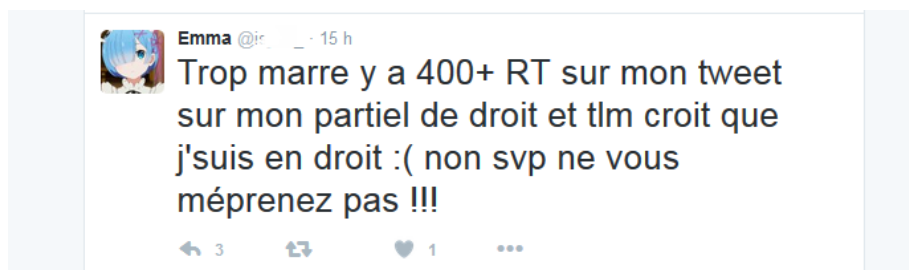 Emma @is _ · 15 h
Trop marre y a 400+ RT sur mon tweet
sur mon partiel de droit et tlm croit que
j'suis en droit :( non svp ne vous
méprenez pas !!!
3 1